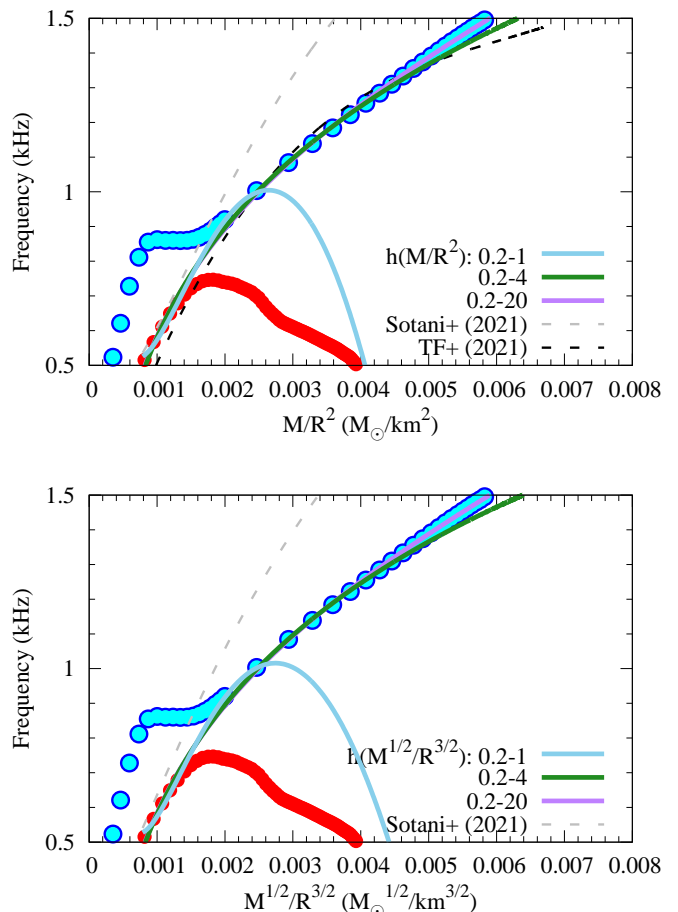 1.5
1
0.5
Frequency (kHz)
h(M/R²): 0.2-1
0.2-4
0.2-20
Sotani+ (2021)
TF+ (2021)
0 0.001 0.002 0.003 0.004 0.005 0.006 0.007 0.008
M/R² (M☉/km²)
1.5
1
0.5
Frequency (kHz)
h(M^1/2/R^3/2): 0.2-1
0.2-4
0.2-20
Sotani+ (2021)
0 0.001 0.002 0.003 0.004 0.005 0.006 0.007 0.008
M^1/2/R^3/2 (M☉^1/2/km^3/2)